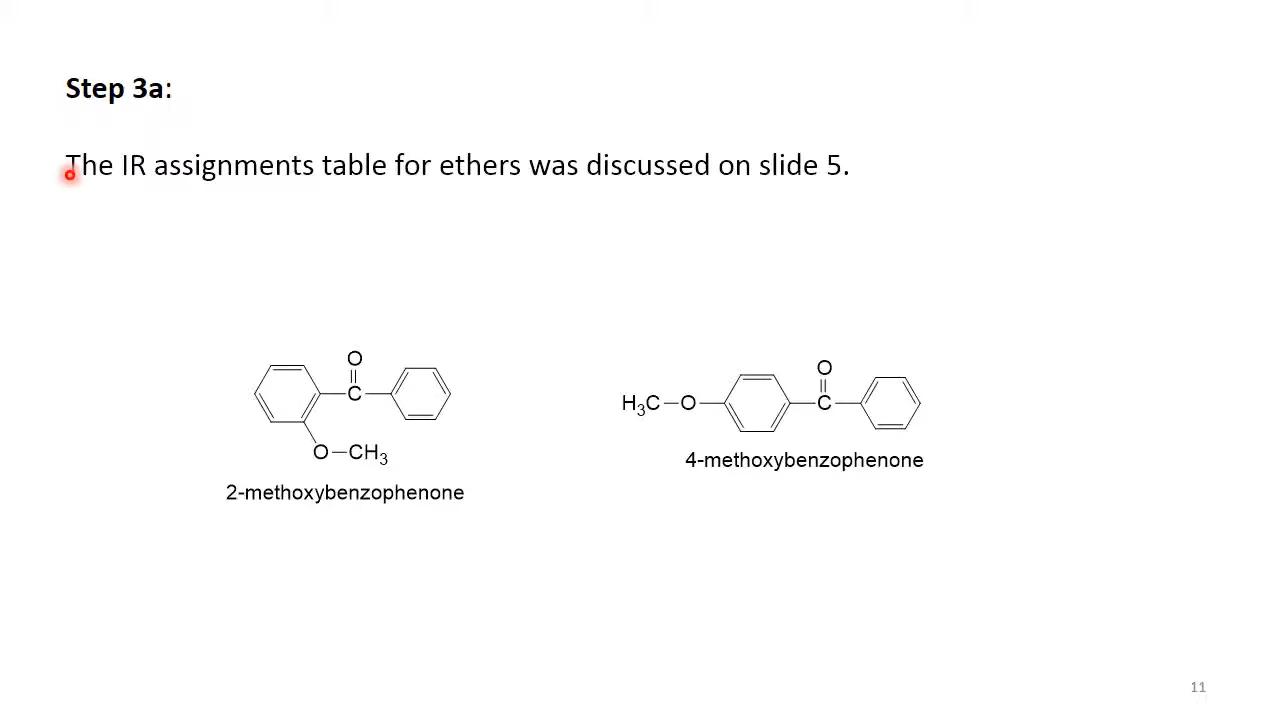 Step 3a:
The IR assignments table for ethers was discussed on slide 5.
O
C
O–CH₃
2-methoxybenzophenone
O
H₃C–O
C
4-methoxybenzophenone
11